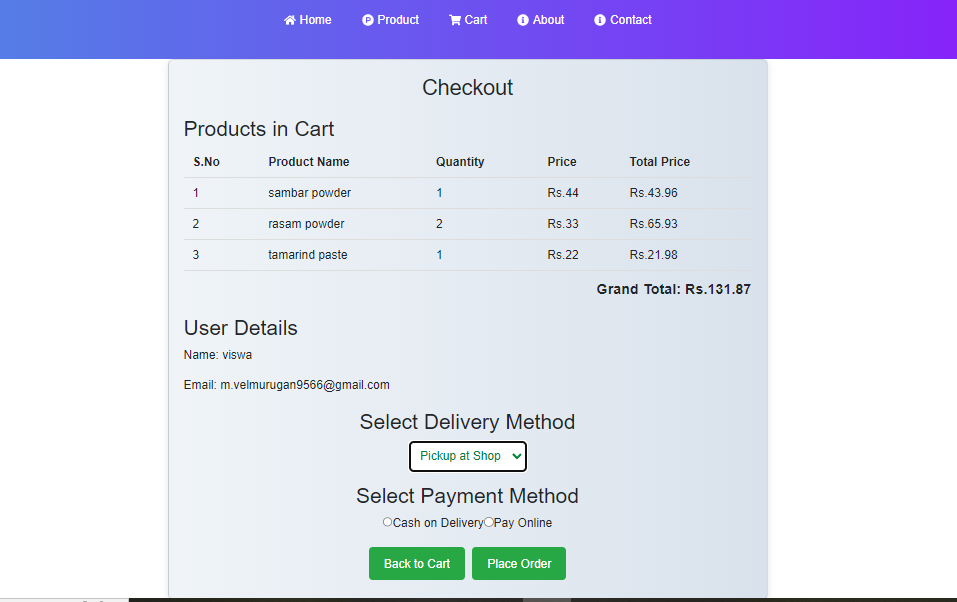 Home Product Cart About Contact
Checkout
Products in Cart
S.No Product Name Quantity Price Total Price
1 sambar powder 1 Rs.44 Rs.43.96
2 rasam powder 2 Rs.33 Rs.65.93
3 tamarind paste 1 Rs.22 Rs.21.98
Grand Total: Rs.131.87
User Details
Name: viswa
Email: m.velmurugan9566@gmail.com
Select Delivery Method
Pickup at Shop
Select Payment Method
Cash on Delivery Pay Online
Back to Cart Place Order